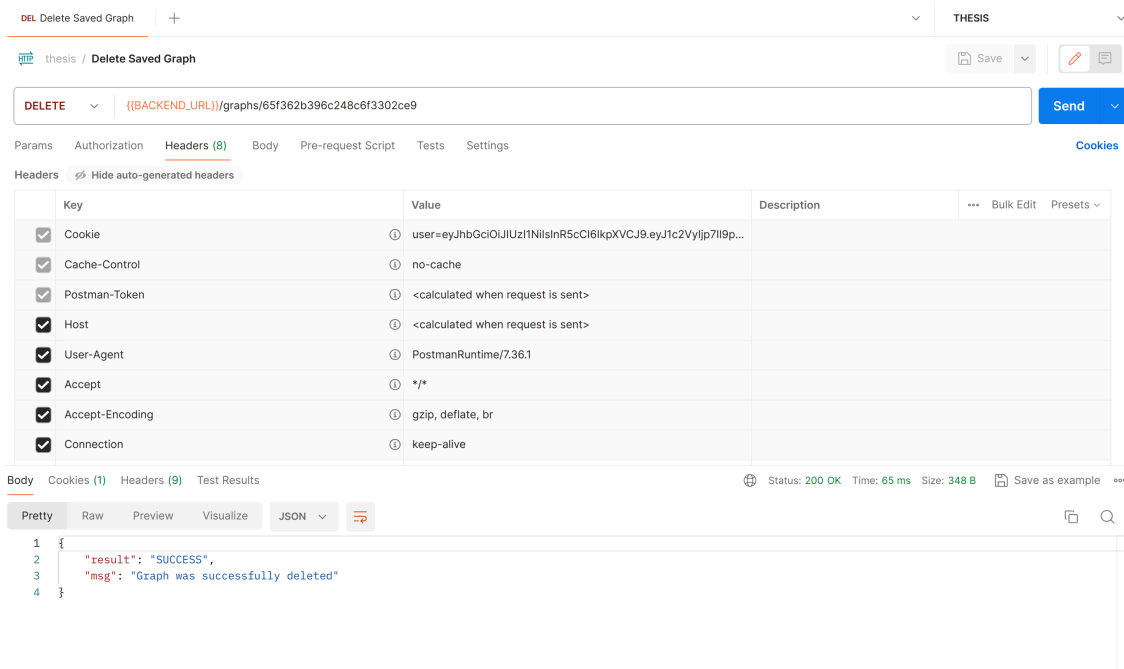 DEL Delete Saved Graph
THESIS
HTTP thesis / Delete Saved Graph
Save
DELETE {{BACKEND_URL}}/graphs/65f362b396c248c6f3302ce9 Send
Params Authorization Headers (8) Body Pre-request Script Tests Settings Cookies
Headers Hide auto-generated headers
Key Value Description ••• Bulk Edit Presets
Cookie user=eyJhbGciOiJIUzI1NiIsInR5cCI6IkpXVCJ9.eyJ1c2VyIjp7Il9p...
Cache-Control no-cache
Postman-Token <calculated when request is sent>
Host <calculated when request is sent>
User-Agent PostmanRuntime/7.36.1
Accept */*
Accept-Encoding gzip, deflate, br
Connection keep-alive
Body Cookies (1) Headers (9) Test Results Status: 200 OK Time: 65 ms Size: 348 B Save as example
Pretty Raw Preview Visualize JSON
1 {
2 "result": "SUCCESS",
3 "msg": "Graph was successfully deleted"
4 }